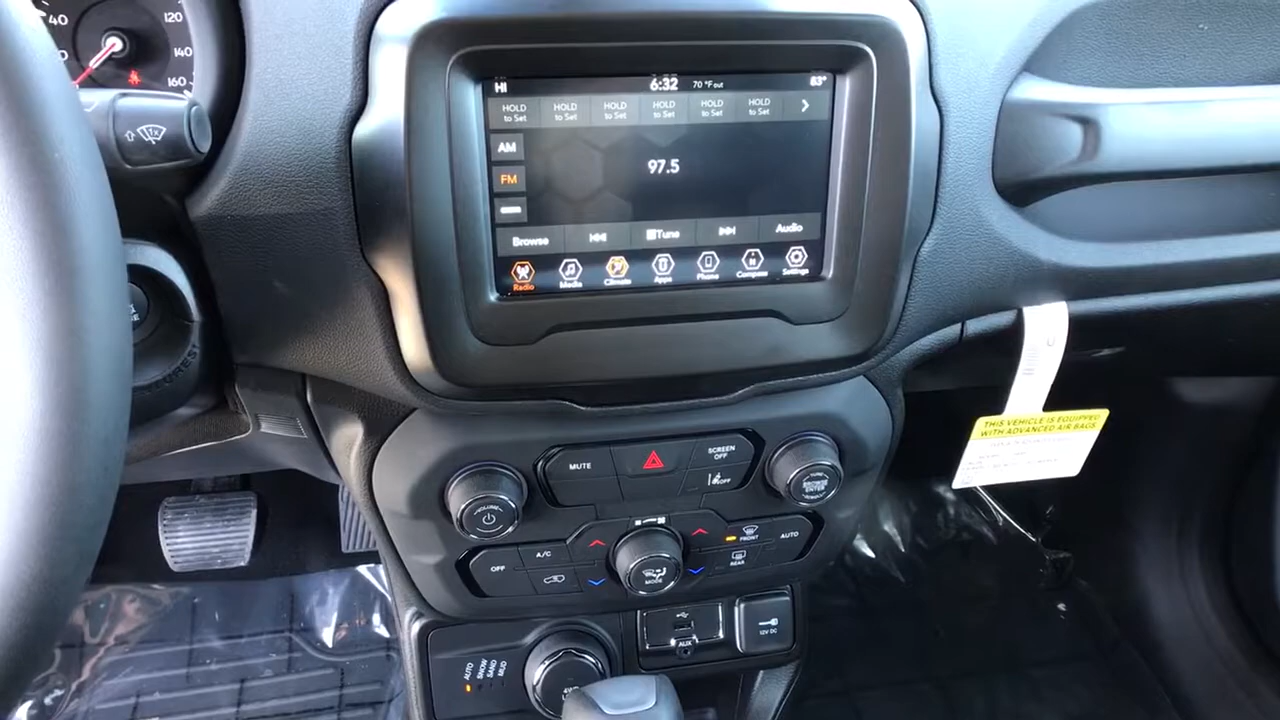 40
120
140
160
1x
HI
6:32
70 °F out
83°
HOLD to Set
HOLD to Set
HOLD to Set
HOLD to Set
HOLD to Set
HOLD to Set
AM
97.5
FM
Browse
Tune
Audio
Radio
Media
Climate
Apps
Phone
Compass
Settings
THIS VEHICLE IS EQUIPPED
WITH ADVANCED AIR BAGS
MUTE
SCREEN
OFF
OFF
VOLUME
BROWSE
ENTER
OFF
A/C
MODE
FRONT
REAR
AUTO
AUX
12V DC
AUTO
SNOW
SAND
MUD